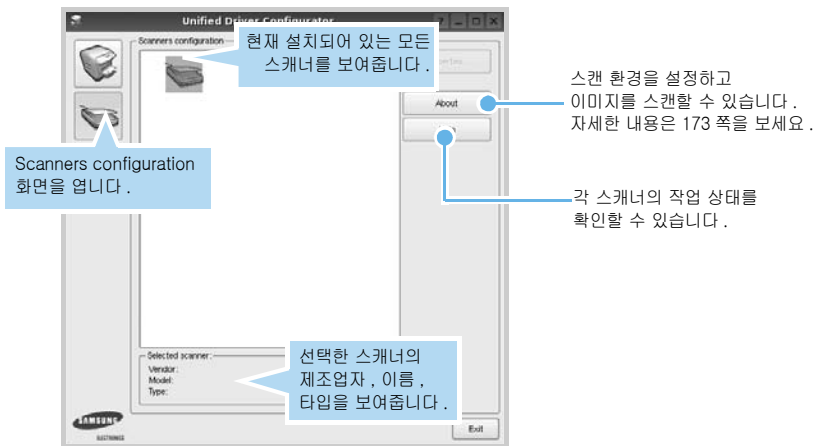 Unified Driver Configurator
Scanners configuration
현재 설치되어 있는 모든
스캐너를 보여줍니다 .
About
스캔 환경을 설정하고
이미지를 스캔할 수 있습니다 .
자세한 내용은 173 쪽을 보세요 .
Scanners configuration
화면을 엽니다 .
각 스캐너의 작업 상태를
확인할 수 있습니다 .
Selected scanner:
Vendor:
Model:
Type:
선택한 스캐너의
제조업자 , 이름 ,
타입을 보여줍니다 .
SAMSUNG
ELECTRONICS
Exit